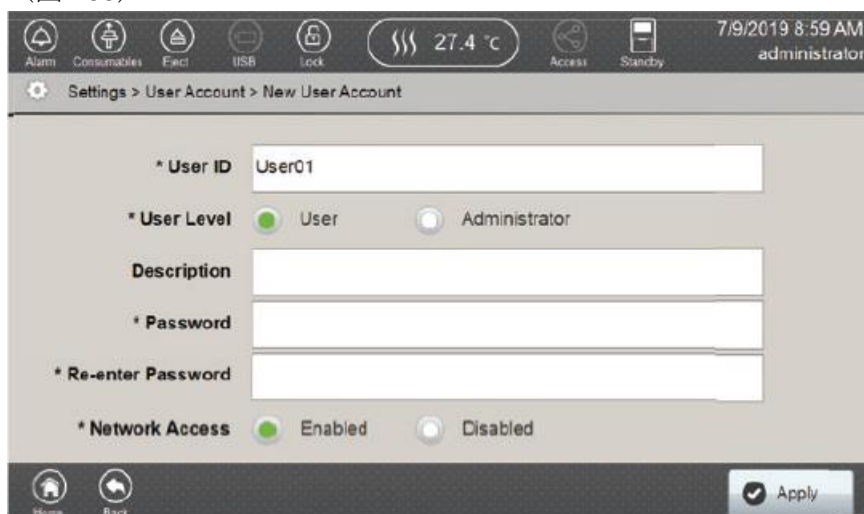 Alarm Consumables Eject USB Lock 27.4 °c Access Standby
7/9/2019 8:59 AM
administrator
Settings > User Account > New User Account
* User ID User01
* User Level User Administrator
Description
* Password
* Re-enter Password
* Network Access Enabled Disabled
Home Back Apply